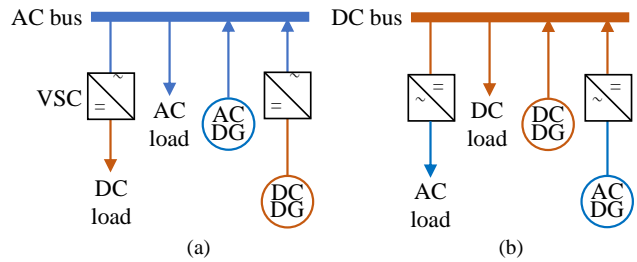 AC bus
VSC
~
=
DC
load
AC
load
AC
DG
~
=
DC
DG
(a)
DC bus
=
~
AC
load
DC
load
DC
DG
=
~
AC
DG
(b)